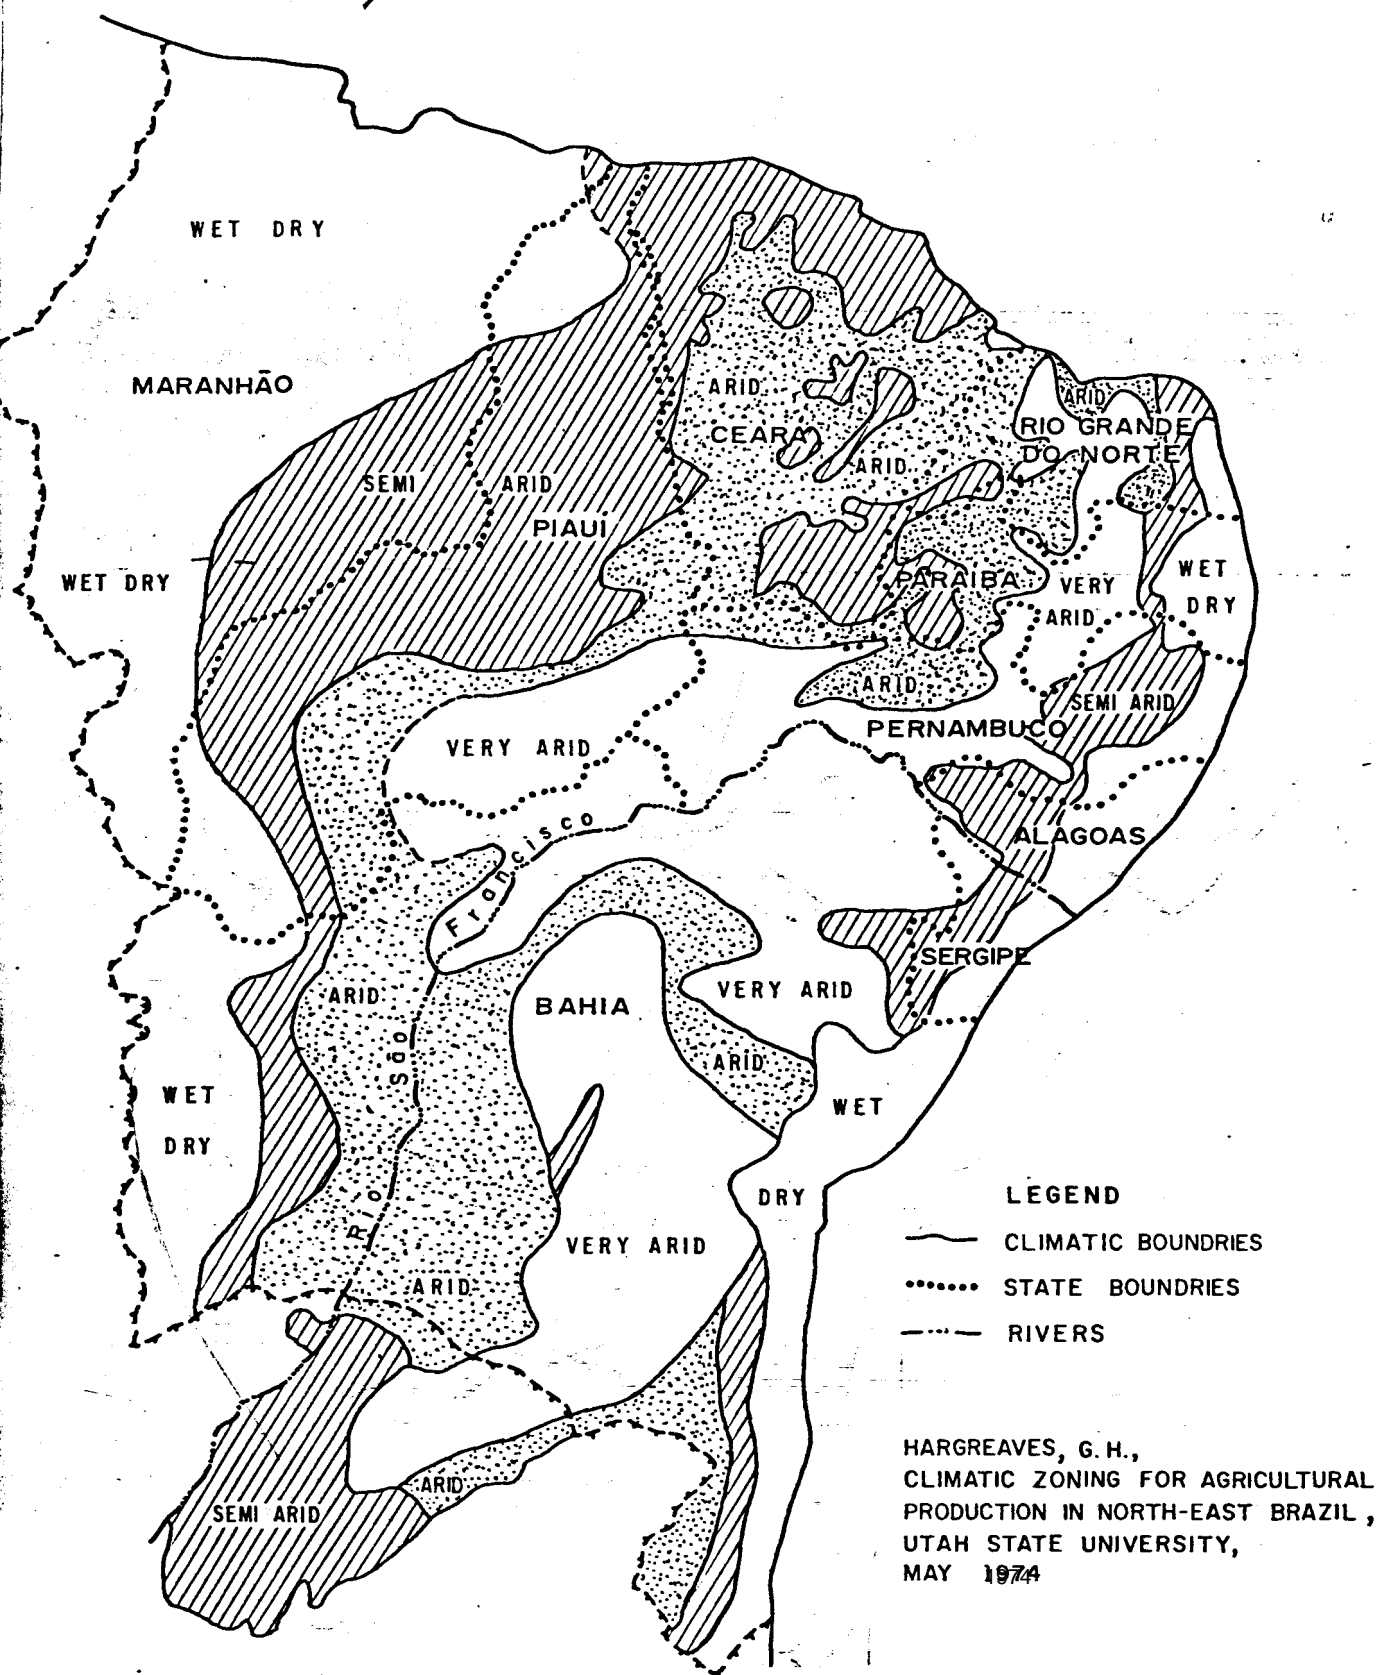 WET DRY
MARANHÃO
ARID
CEARA
ARID
ARID
RIO GRANDE
DO NORTE
SEMI ARID
PIAUI
WET DRY
PARAIBA
VERY
ARID
WET
DRY
ARID
SEMI ARID
PERNAMBUCO
VERY ARID
ALAGOAS
Rio São Francisco
SERGIPE
ARID
BAHIA
VERY ARID
ARID
WET
DRY
WET
DRY
VERY ARID
ARID
ARID
SEMI ARID
LEGEND
CLIMATIC BOUNDRIES
STATE BOUNDRIES
RIVERS
HARGREAVES, G. H.,
CLIMATIC ZONING FOR AGRICULTURAL
PRODUCTION IN NORTH-EAST BRAZIL,
UTAH STATE UNIVERSITY,
MAY 1974